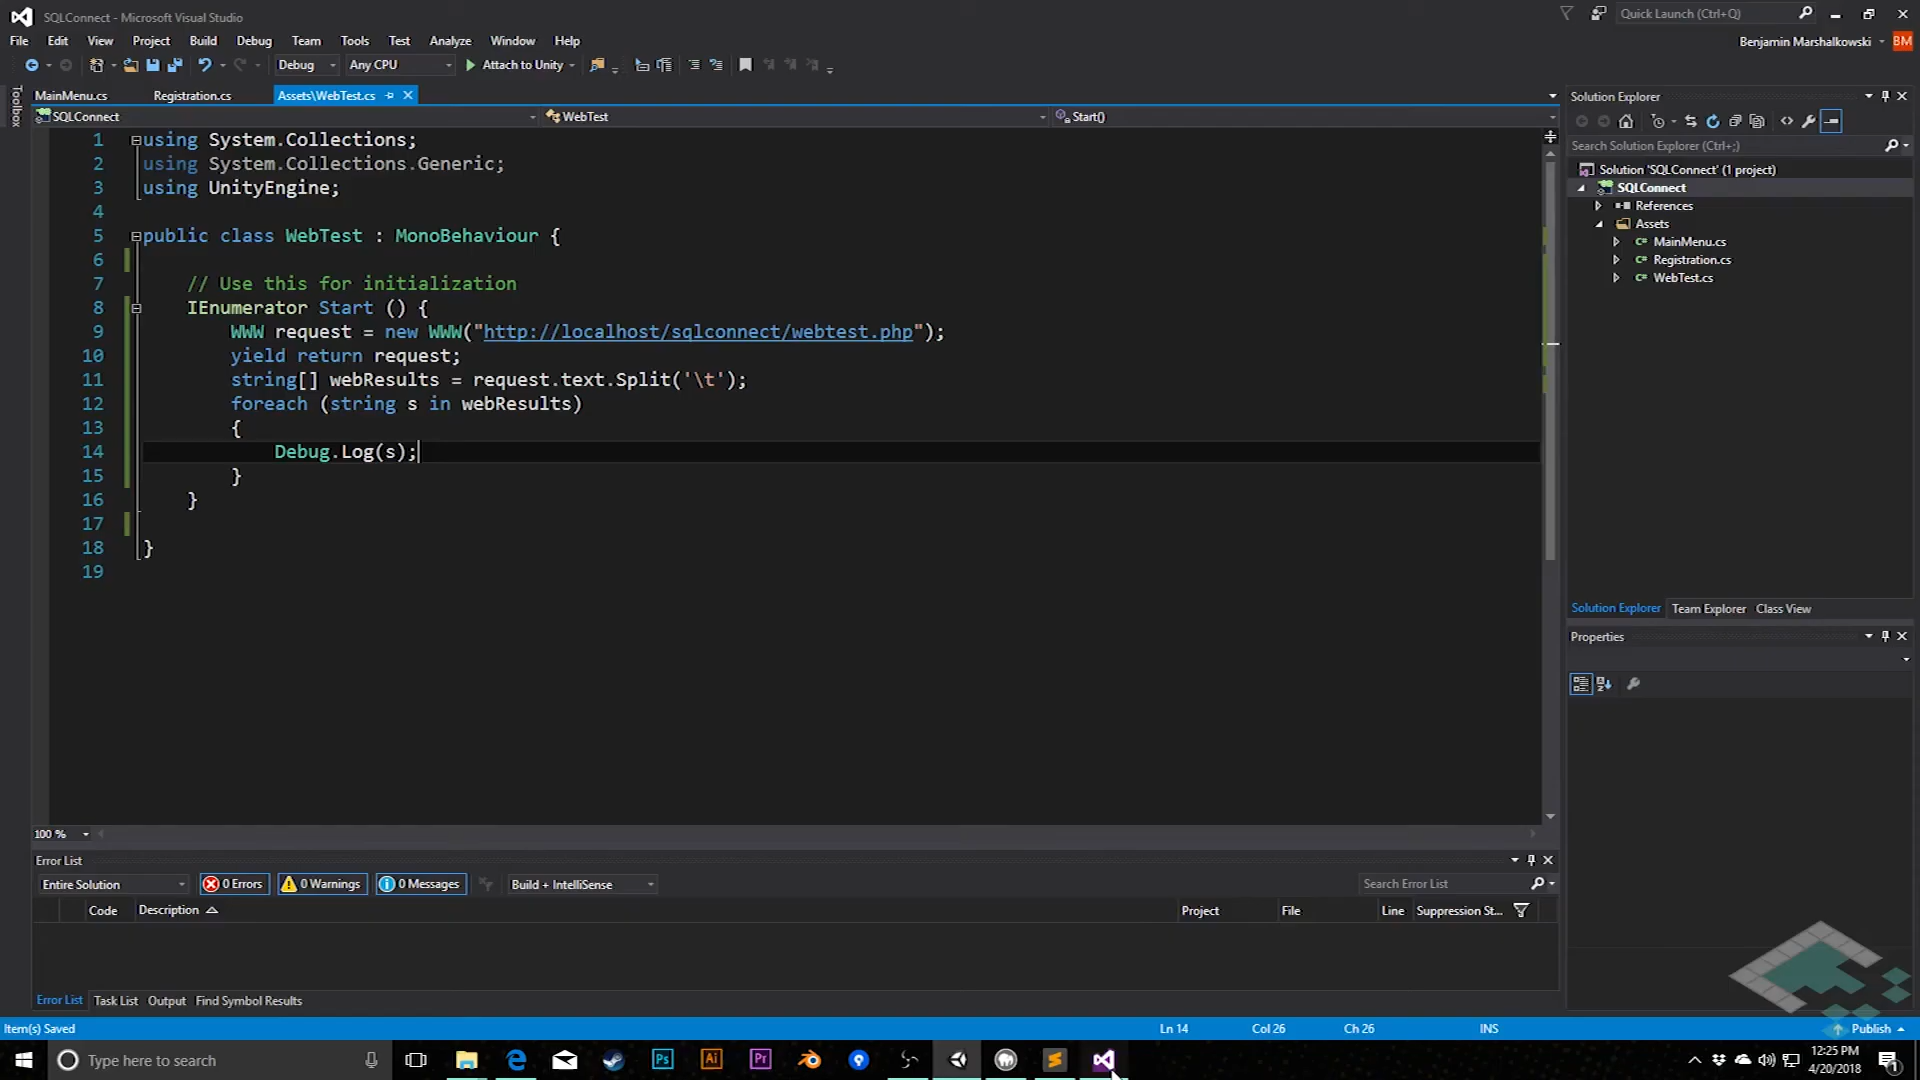 SQLConnect - Microsoft Visual Studio
Quick Launch (Ctrl+Q)
File Edit View Project Build Debug Team Tools Test Analyze Window Help
Benjamin Marshalkowski BM
Debug Any CPU Attach to Unity
Toolbox
MainMenu.cs Registration.cs Assets\WebTest.cs
SQLConnect WebTest Start()
1 using System.Collections;
2 using System.Collections.Generic;
3 using UnityEngine;
4
5 public class WebTest : MonoBehaviour {
6
7 // Use this for initialization
8 IEnumerator Start () {
9 WWW request = new WWW("http://localhost/sqlconnect/webtest.php");
10 yield return request;
11 string[] webResults = request.text.Split('\t');
12 foreach (string s in webResults)
13 {
14 Debug.Log(s);
15 }
16 }
17
18 }
19
100 %
Solution Explorer
Search Solution Explorer (Ctrl+;)
Solution 'SQLConnect' (1 project)
SQLConnect
References
Assets
MainMenu.cs
Registration.cs
WebTest.cs
Solution Explorer Team Explorer Class View
Properties
Error List
Entire Solution 0 Errors 0 Warnings 0 Messages Build + IntelliSense Search Error List
Code Description Project File Line Suppression St...
Error List Task List Output Find Symbol Results
Item(s) Saved Ln 14 Col 26 Ch 26 INS Publish
Type here to search Ps Ai Pr
12:25 PM
4/20/2018
1